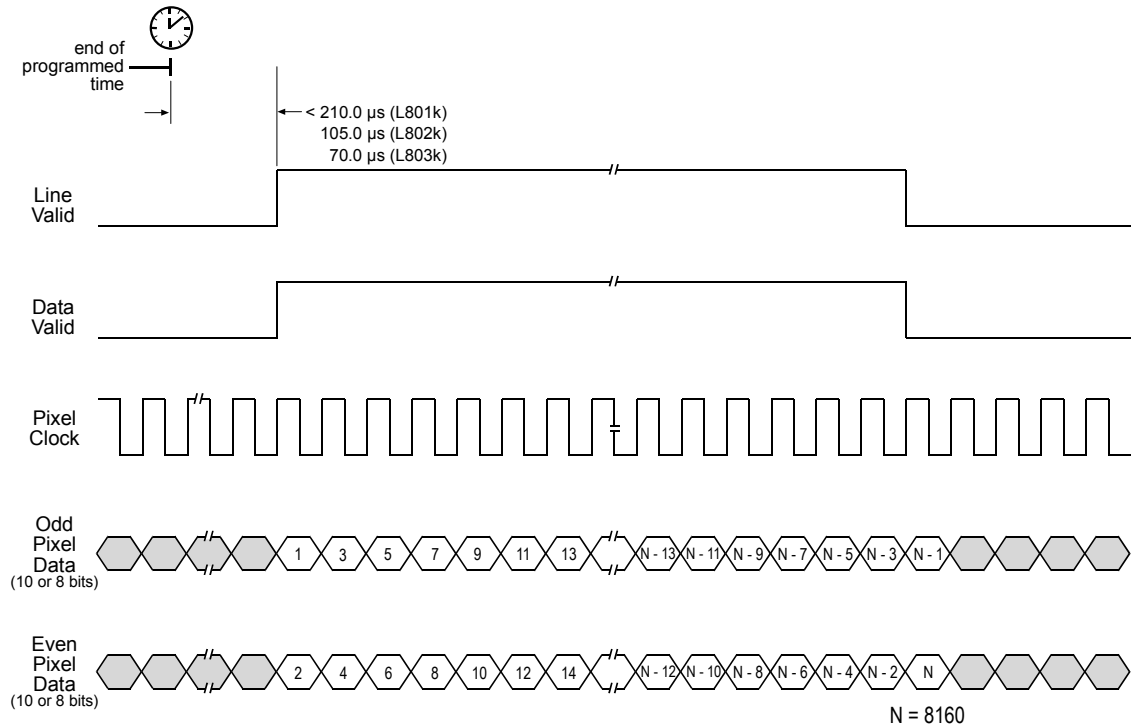 end of
programmed
time
< 210.0 µs (L801k)
105.0 µs (L802k)
70.0 µs (L803k)
Line
Valid
Data
Valid
Pixel
Clock
Odd
Pixel
Data
(10 or 8 bits)
1 3 5 7 9 11 13 N - 13 N - 11 N - 9 N - 7 N - 5 N - 3 N - 1
Even
Pixel
Data
(10 or 8 bits)
2 4 6 8 10 12 14 N - 12 N - 10 N - 8 N - 6 N - 4 N - 2 N
N = 8160